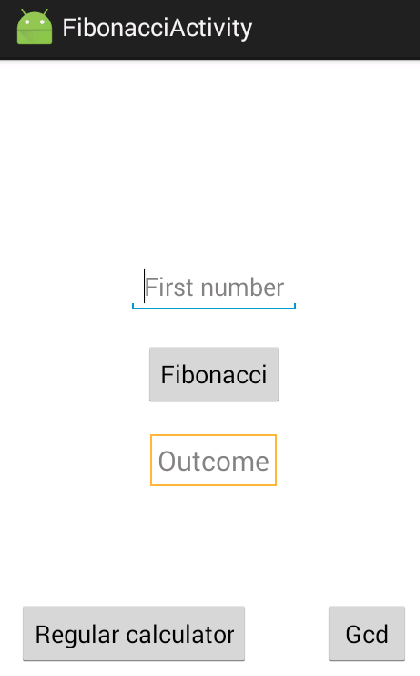 FibonacciActivity
First number
Fibonacci
Outcome
Regular calculator
Gcd